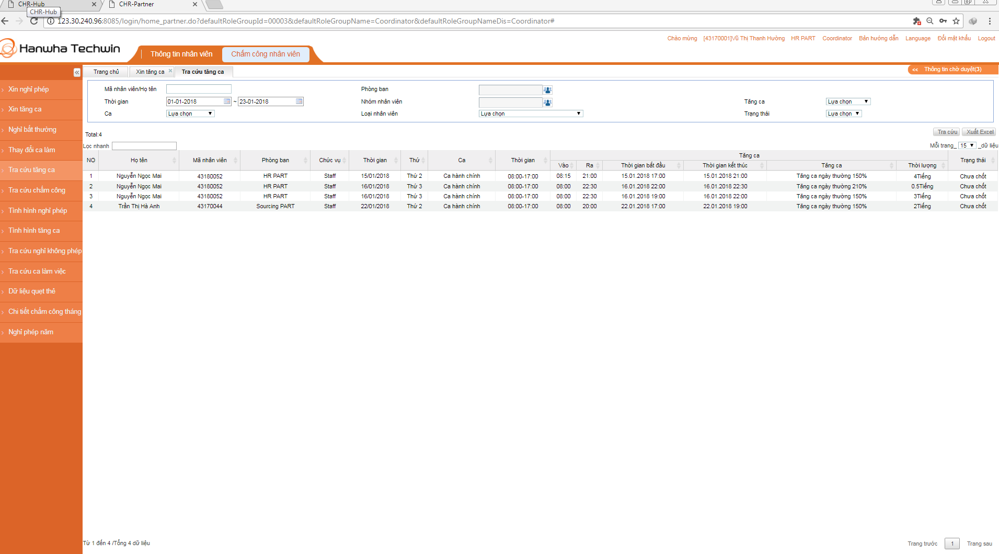 CHR-Hub
CHR-Partner
CHR-Hub
123.30.240.96:8085/login/home_partner.do?defaultRoleGroupId=00003&defaultRoleGroupName=Coordinator&defaultRoleGroupNameDis=Coordinator#
Chào mừng [43170001]Vũ Thị Thanh Hường HR PART Coordinator Bản hướng dẫn Language Đổi mật khẩu Logout
Hanwha Techwin
Thông tin nhân viên Chấm công nhân viên
Trang chủ Xin tăng ca Tra cứu tăng ca
<< Thông tin chờ duyệt(3)
Xin nghỉ phép
Xin tăng ca
Nghỉ bất thường
Thay đổi ca làm
Tra cứu tăng ca
Tra cứu chấm công
Tình hình nghỉ phép
Tình hình tăng ca
Tra cứu nghỉ không phép
Tra cứu ca làm việc
Dữ liệu quẹt thẻ
Chi tiết chấm công tháng
Nghỉ phép năm
Mã nhân viên/Họ tên Phòng ban
Thời gian 01-01-2018 ~ 23-01-2018 Nhóm nhân viên Tăng ca Lựa chọn
Ca Lựa chọn Loại nhân viên Lựa chọn Trạng thái Lựa chọn
Total:4 Tra cứu Xuất Excel
Lọc nhanh Mỗi trang_ 15 _dữ liệu
NO Họ tên Mã nhân viên Phòng ban Chức vụ Thời gian Thứ Ca Thời gian Tăng ca Trạng thái
Vào Ra Thời gian bắt đầu Thời gian kết thúc Tăng ca Thời lượng
1 Nguyễn Ngọc Mai 43180052 HR PART Staff 15/01/2018 Thứ 2 Ca hành chính 08:00-17:00 08:15 21:00 15.01.2018 17:00 15.01.2018 21:00 Tăng ca ngày thường 150% 4Tiếng Chưa chốt
2 Nguyễn Ngọc Mai 43180052 HR PART Staff 16/01/2018 Thứ 3 Ca hành chính 08:00-17:00 08:00 22:30 16.01.2018 22:00 16.01.2018 22:30 Tăng ca ngày thường 210% 0.5Tiếng Chưa chốt
3 Nguyễn Ngọc Mai 43180052 HR PART Staff 16/01/2018 Thứ 3 Ca hành chính 08:00-17:00 08:00 22:30 16.01.2018 19:00 16.01.2018 22:00 Tăng ca ngày thường 150% 3Tiếng Chưa chốt
4 Trần Thị Hà Anh 43170044 Sourcing PART Staff 22/01/2018 Thứ 2 Ca hành chính 08:00-17:00 08:00 20:00 22.01.2018 17:00 22.01.2018 19:00 Tăng ca ngày thường 150% 2Tiếng Chưa chốt
Từ 1 đến 4 /Tổng 4 dữ liệu Trang trước 1 Trang sau